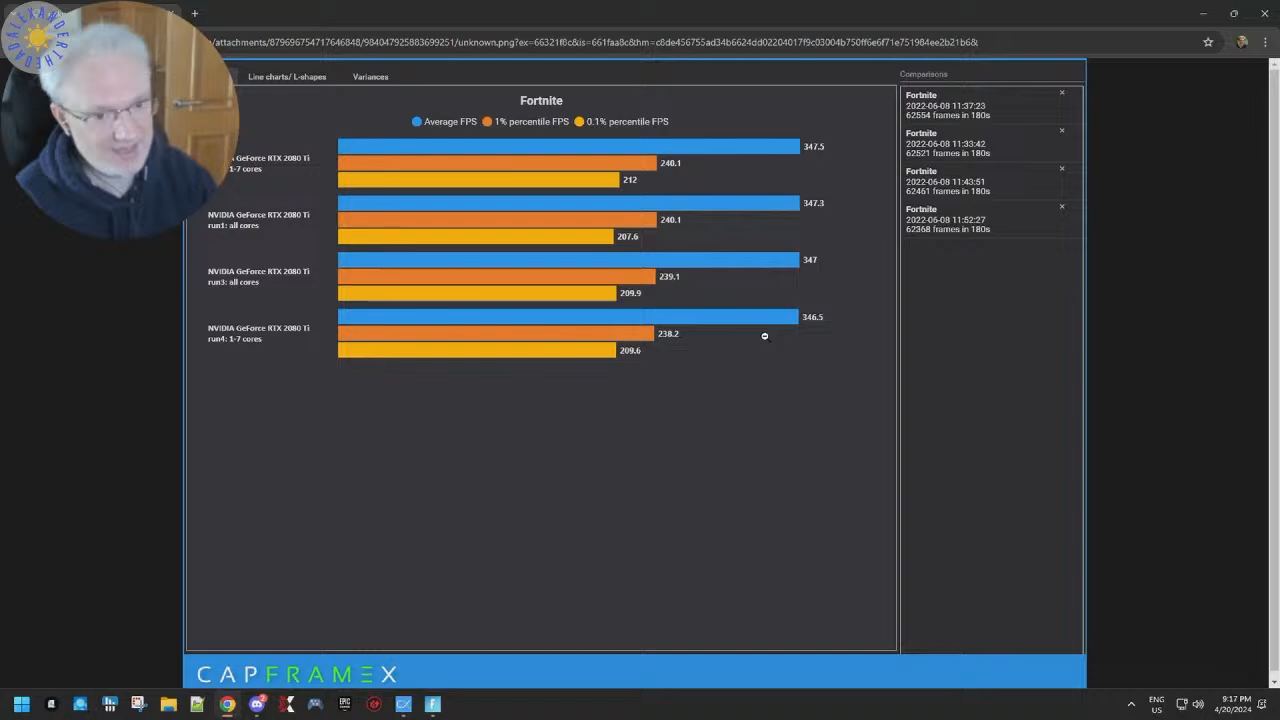 /attachments/879696754717646848/984047925883699251/unknown.png?ex=66321f8c&is=661faa8c&hm=c8de456755ad34b6624dd02204017f9c03004b750ff6e6f71e751984ee2b21b6&
ALEXANDER THE DAD
Line charts/ L-shapes
Variances
Comparisons
Fortnite
Average FPS
1% percentile FPS
0.1% percentile FPS
GeForce RTX 2080 Ti
1-7 cores
347.5
240.1
212
NVIDIA GeForce RTX 2080 Ti
run1: all cores
347.3
240.1
207.6
NVIDIA GeForce RTX 2080 Ti
run3: all cores
347
239.1
209.9
NVIDIA GeForce RTX 2080 Ti
run4: 1-7 cores
346.5
238.2
209.6
Fortnite
2022-06-08 11:37:23
62554 frames in 180s
Fortnite
2022-06-08 11:33:42
62521 frames in 180s
Fortnite
2022-06-08 11:43:51
62461 frames in 180s
Fortnite
2022-06-08 11:52:27
62368 frames in 180s
CAPFRAMEX
EPIC
ENG
US
9:17 PM
4/20/2024